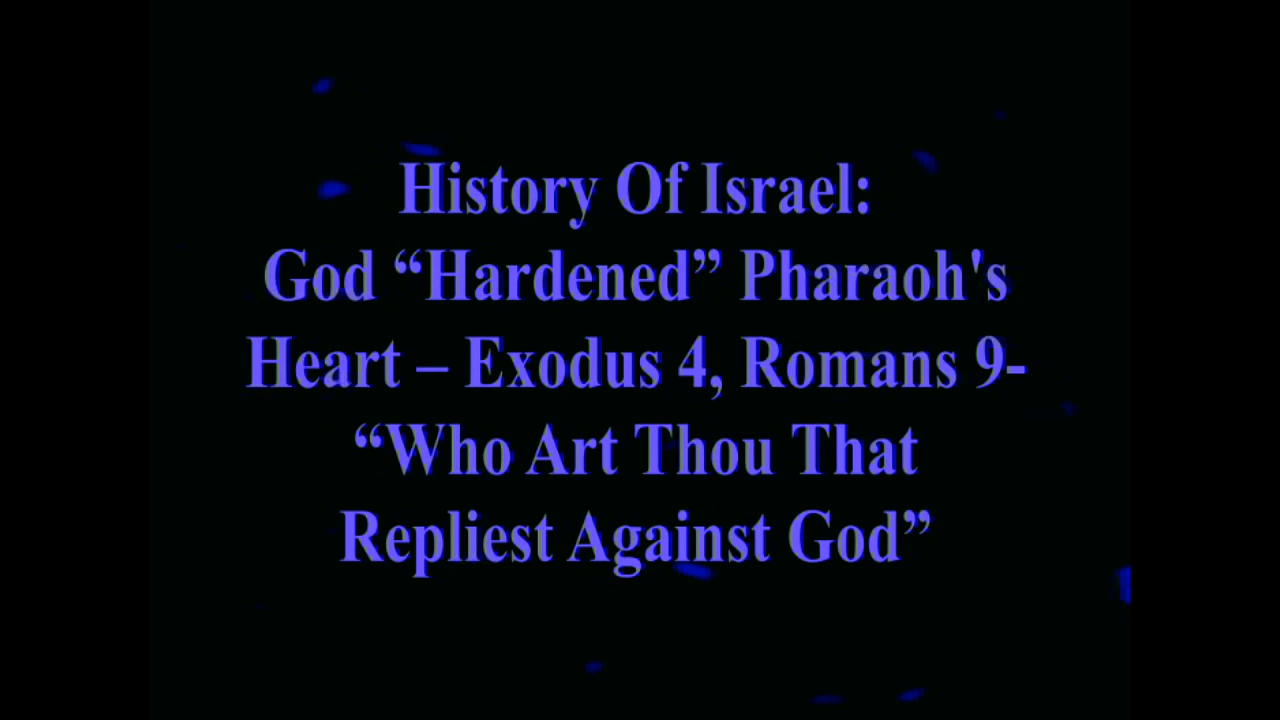 History Of Israel:
God “Hardened” Pharaoh's
Heart – Exodus 4, Romans 9-
“Who Art Thou That
Repliest Against God”